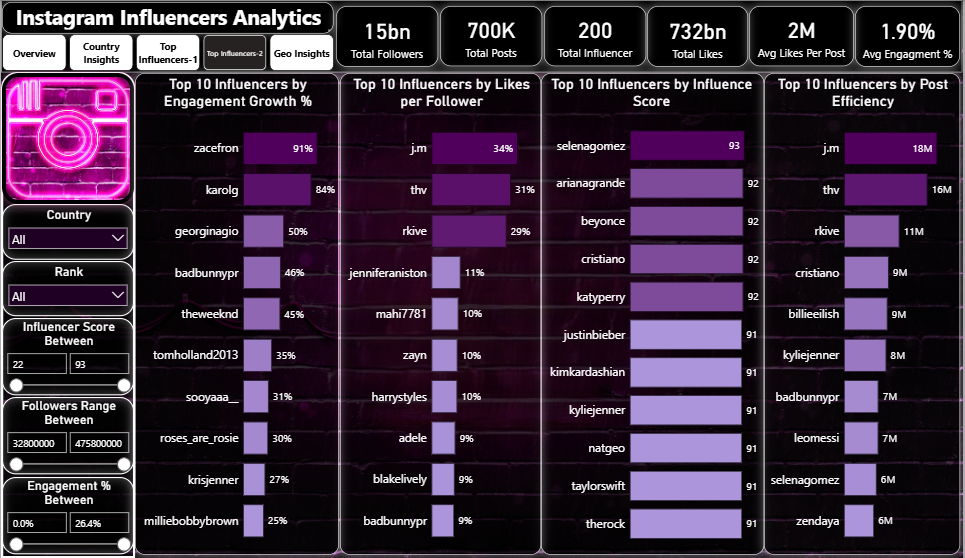 Instagram Influencers Analytics
Overview
Country
Insights
Top
Influencers-1
Top Influencers-2
Geo Insights
15bn
Total Followers
700K
Total Posts
200
Total Influencer
732bn
Total Likes
2M
Avg Likes Per Post
1.90%
Avg Engagment %
Country
All
Rank
All
Influencer Score
Between
22
93
Followers Range
Between
32800000
475800000
Engagement %
Between
0.0%
26.4%
Top 10 Influencers by
Engagement Growth %
zacefron 91%
karolg 84%
georginagio 50%
badbunnypr 46%
theweeknd 45%
tomholland2013 35%
sooyaaa__ 31%
roses_are_rosie 30%
krisjenner 27%
milliebobbybrown 25%
Top 10 Influencers by Likes
per Follower
j.m 34%
thv 31%
rkive 29%
jenniferaniston 11%
mahi7781 10%
zayn 10%
harrystyles 10%
adele 9%
blakelively 9%
badbunnypr 9%
Top 10 Influencers by Influence
Score
selenagomez 93
arianagrande 92
beyonce 92
cristiano 92
katyperry 92
justinbieber 91
kimkardashian 91
kyliejenner 91
natgeo 91
taylorswift 91
therock 91
Top 10 Influencers by Post
Efficiency
j.m 18M
thv 16M
rkive 11M
cristiano 9M
billieeilish 9M
kyliejenner 8M
badbunnypr 7M
leomessi 7M
selenagomez 6M
zendaya 6M